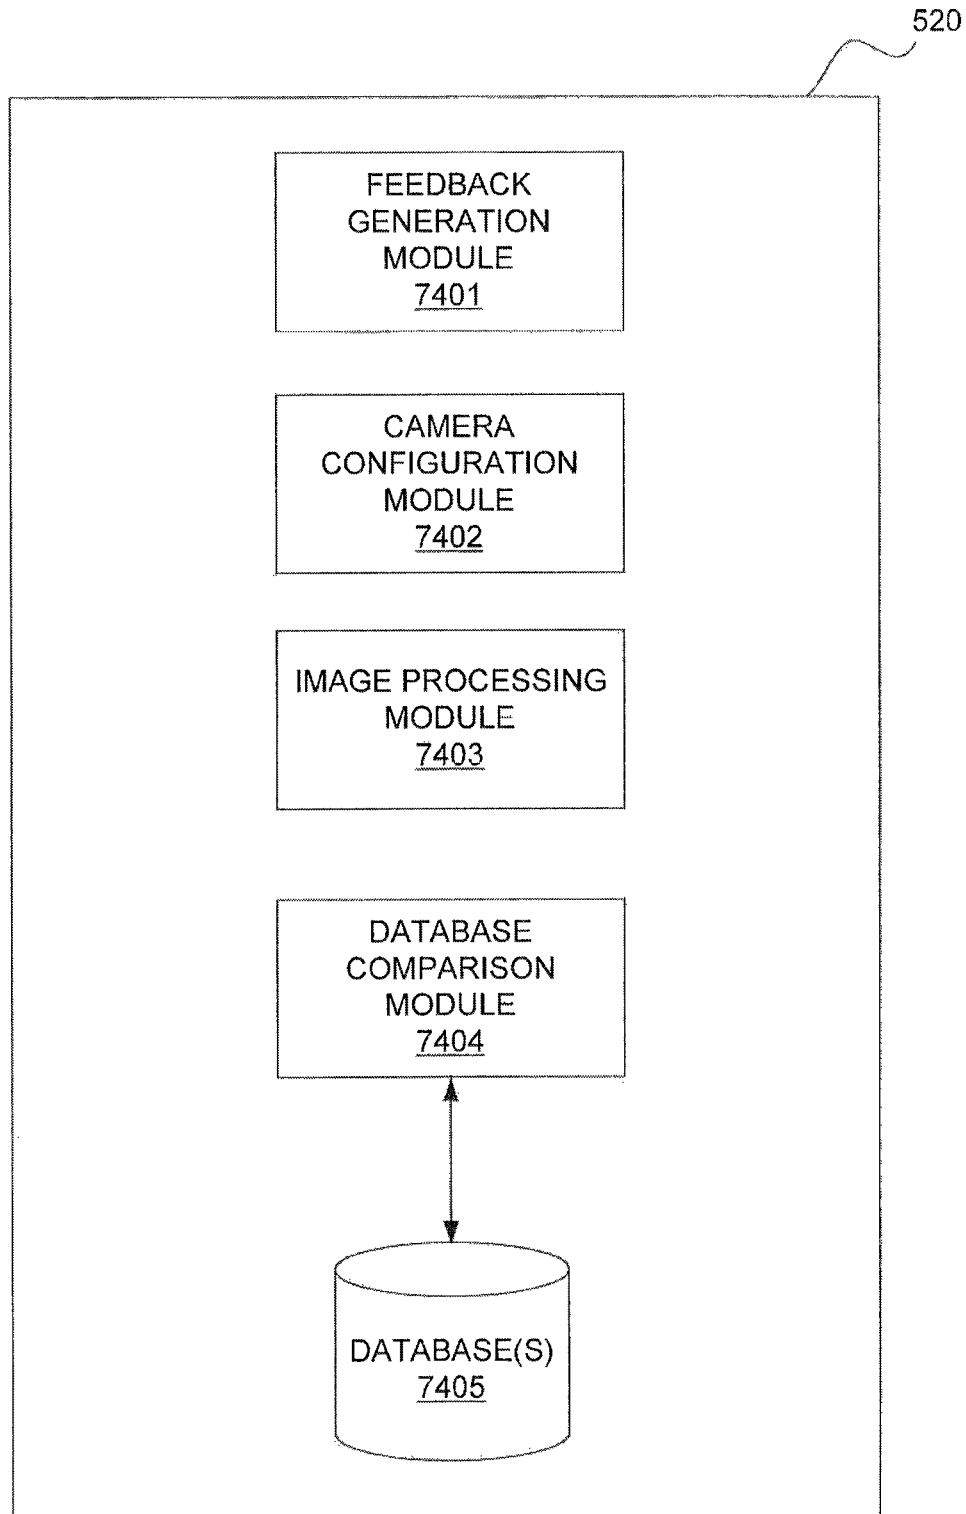 520
FEEDBACK
GENERATION
MODULE
7401
CAMERA
CONFIGURATION
MODULE
7402
IMAGE PROCESSING
MODULE
7403
DATABASE
COMPARISON
MODULE
7404
DATABASE(S)
7405